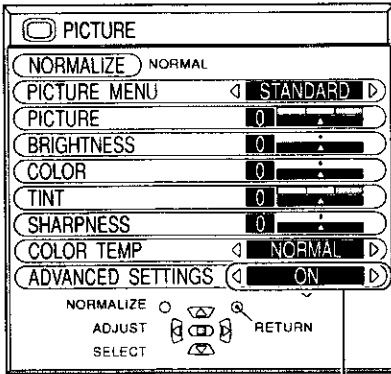 PICTURE
NORMALIZE NORMAL
PICTURE MENU STANDARD
PICTURE 0
BRIGHTNESS 0
COLOR 0
TINT 0
SHARPNESS 0
COLOR TEMP NORMAL
ADVANCED SETTINGS ON
NORMALIZE
ADJUST RETURN
SELECT